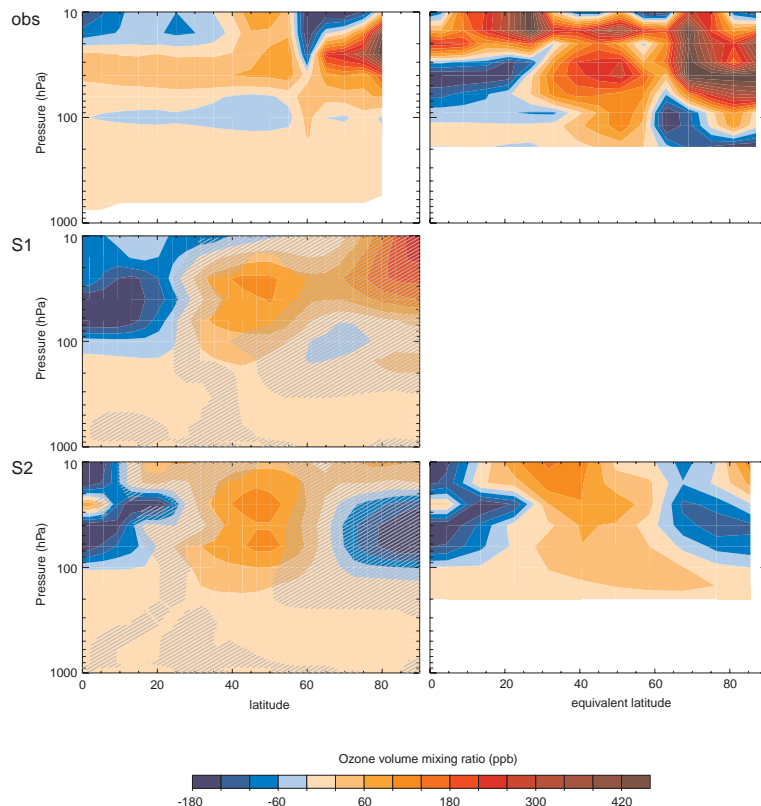 obs
10
100
1000
Pressure (hPa)
S1
10
100
1000
Pressure (hPa)
S2
10
100
1000
Pressure (hPa)
0 20 40 60 80
latitude
0 20 40 60 80
equivalent latitude
Ozone volume mixing ratio (ppb)
-180 -60 60 180 300 420